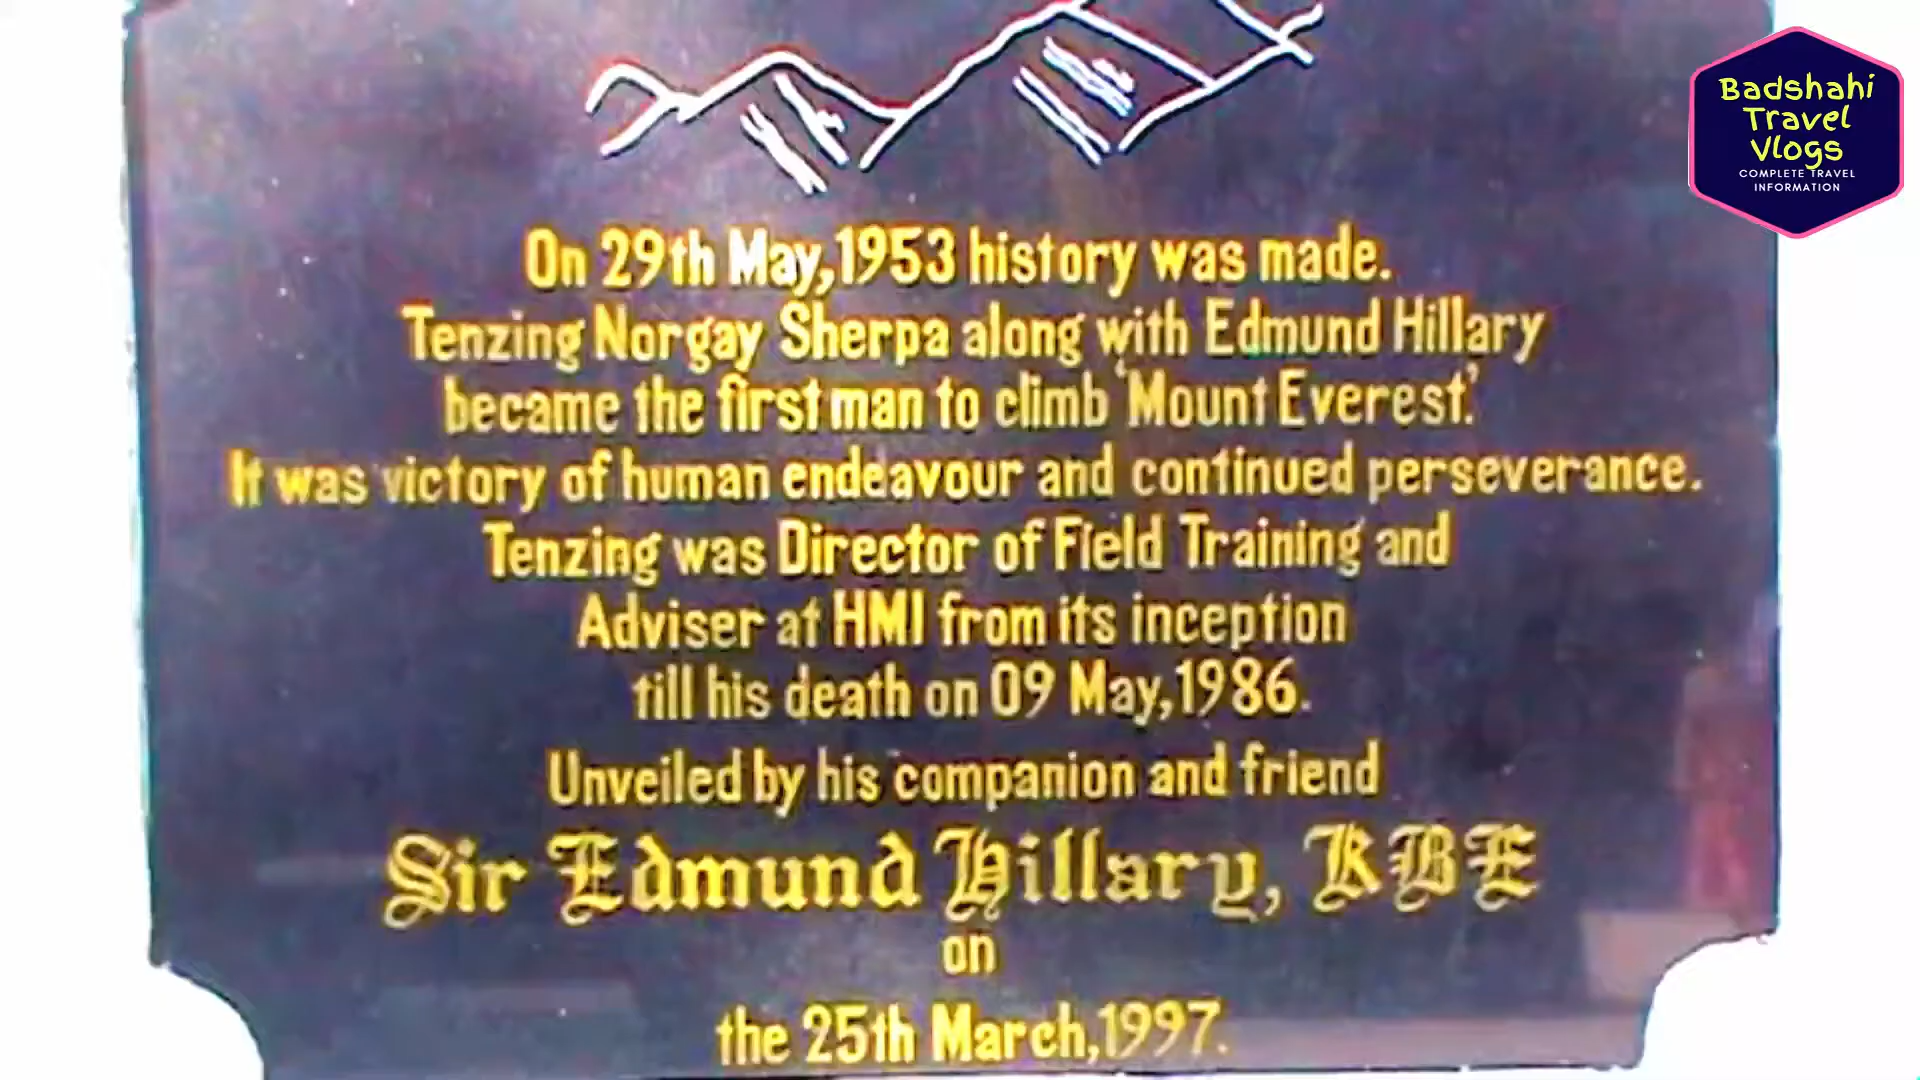 Badshahi
Travel
Vlogs
COMPLETE TRAVEL
INFORMATION
On 29th May,1953 history was made.
Tenzing Norgay Sherpa along with Edmund Hillary
became the first man to climb 'Mount Everest'.
It was victory of human endeavour and continued perseverance.
Tenzing was Director of Field Training and
Adviser at HMI from its inception
till his death on 09 May,1986.
Unveiled by his companion and friend
Sir Edmund Hillary, KBE
on
the 25th March,1997.